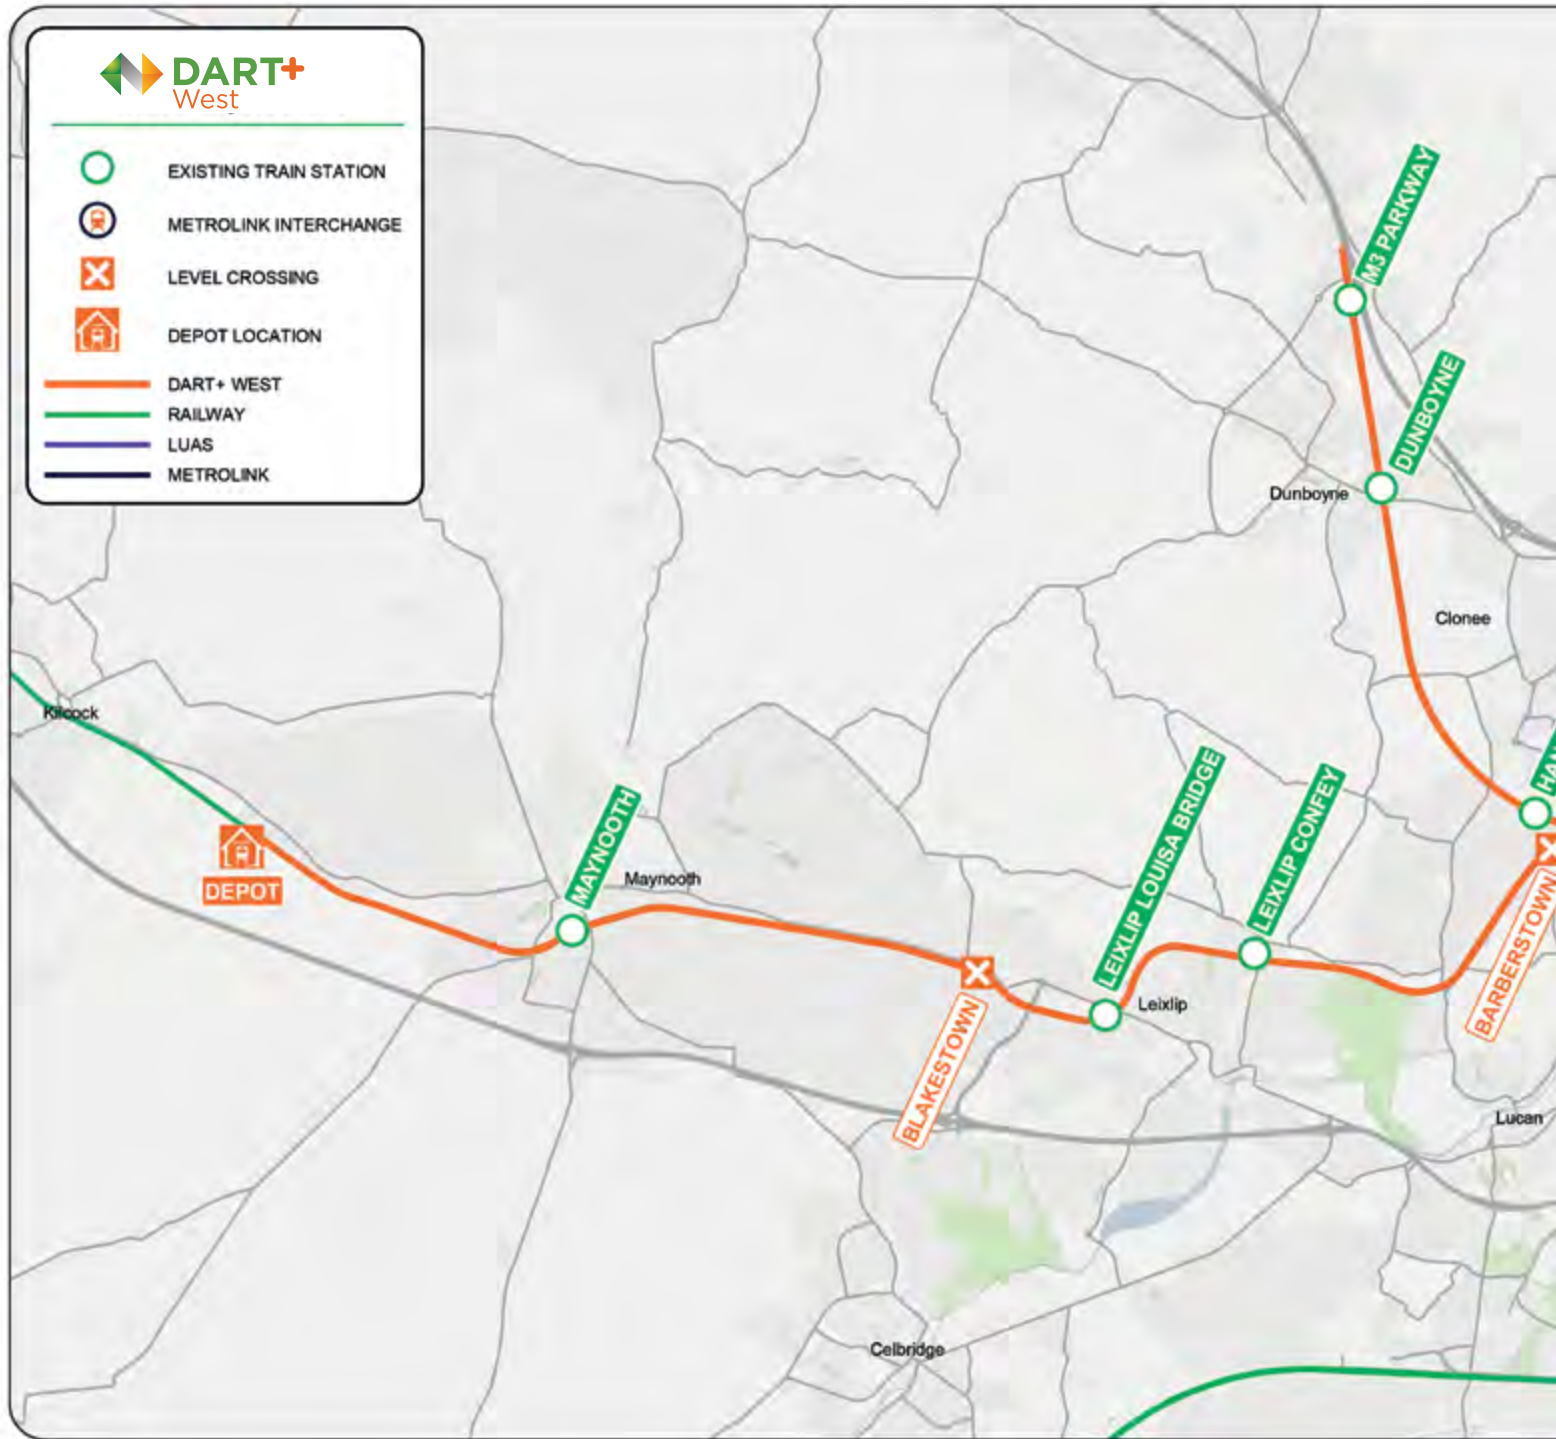 DART+
West
EXISTING TRAIN STATION
METROLINK INTERCHANGE
LEVEL CROSSING
DEPOT LOCATION
DART+ WEST
RAILWAY
LUAS
METROLINK
M3 PARKWAY
DUNBOYNE
Dunboyne
Clonee
Kilcock
HAN
MAYNOOTH
Maynooth
LEIXLIP LOUISA BRIDGE
LEIXLIP CONFEY
DEPOT
BARBERSTOWN
Leixlip
BLAKESTOWN
Lucan
Celbridge